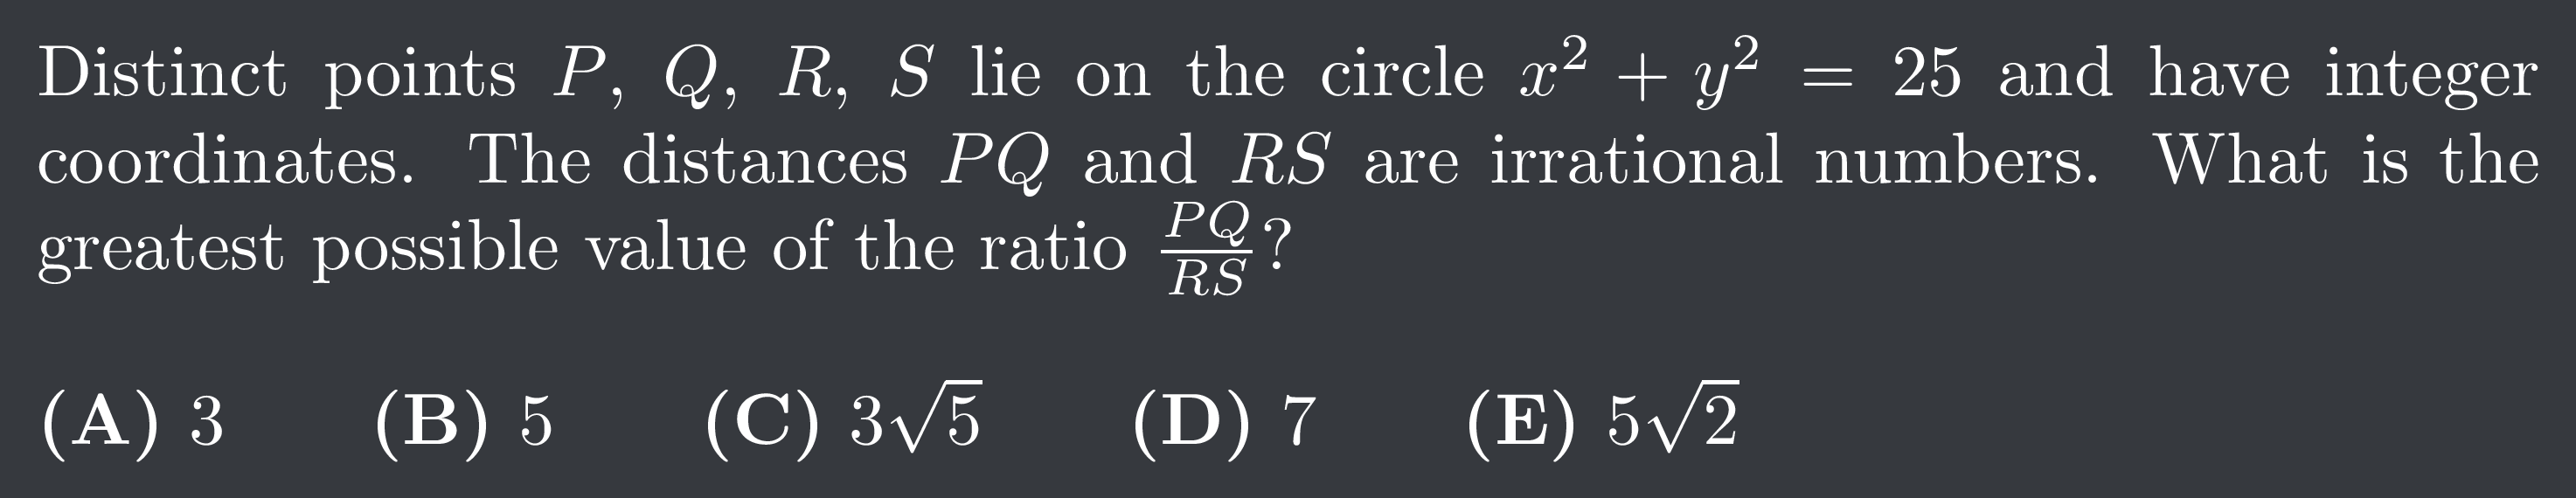 Distinct points $P$, $Q$, $R$, $S$ lie on the circle $x^2 + y^2 = 25$ and have integer
coordinates. The distances $PQ$ and $RS$ are irrational numbers. What is the
greatest possible value of the ratio $\frac{PQ}{RS}$?
(A) 3 (B) 5 (C) $3\sqrt{5}$ (D) 7 (E) $5\sqrt{2}$